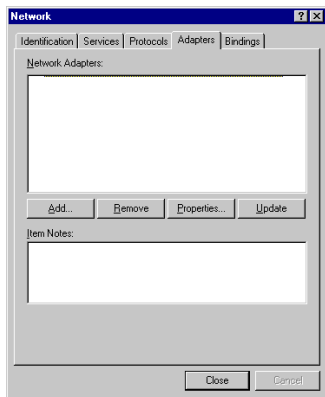 Network
Identification Services Protocols Adapters Bindings
Network Adapters:
Add... Remove Properties... Update
Item Notes:
Close Cancel